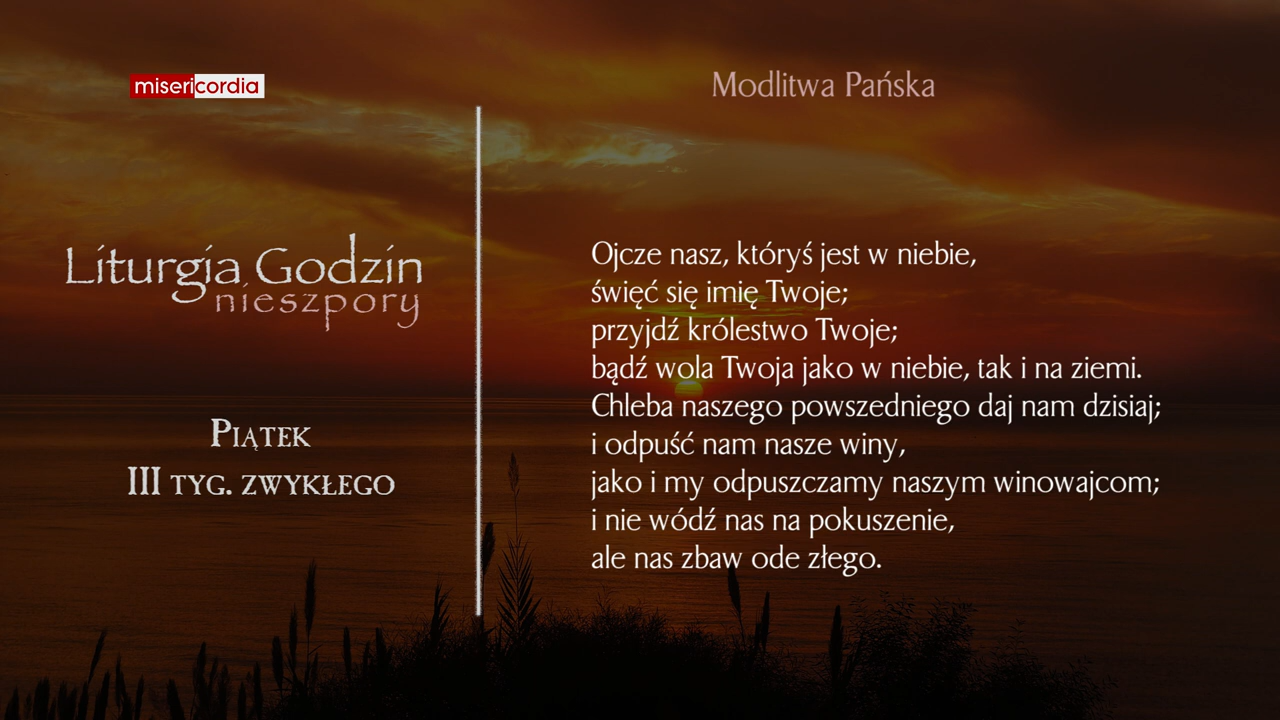 misericordia
Liturgia Godzin
nieszpory
Piątek
III tyg. zwykłego
Modlitwa Pańska
Ojcze nasz, któryś jest w niebie,
święć się imię Twoje;
przyjdź królestwo Twoje;
bądź wola Twoja jako w niebie, tak i na ziemi.
Chleba naszego powszedniego daj nam dzisiaj;
i odpuść nam nasze winy,
jako i my odpuszczamy naszym winowajcom;
i nie wódź nas na pokuszenie,
ale nas zbaw ode złego.